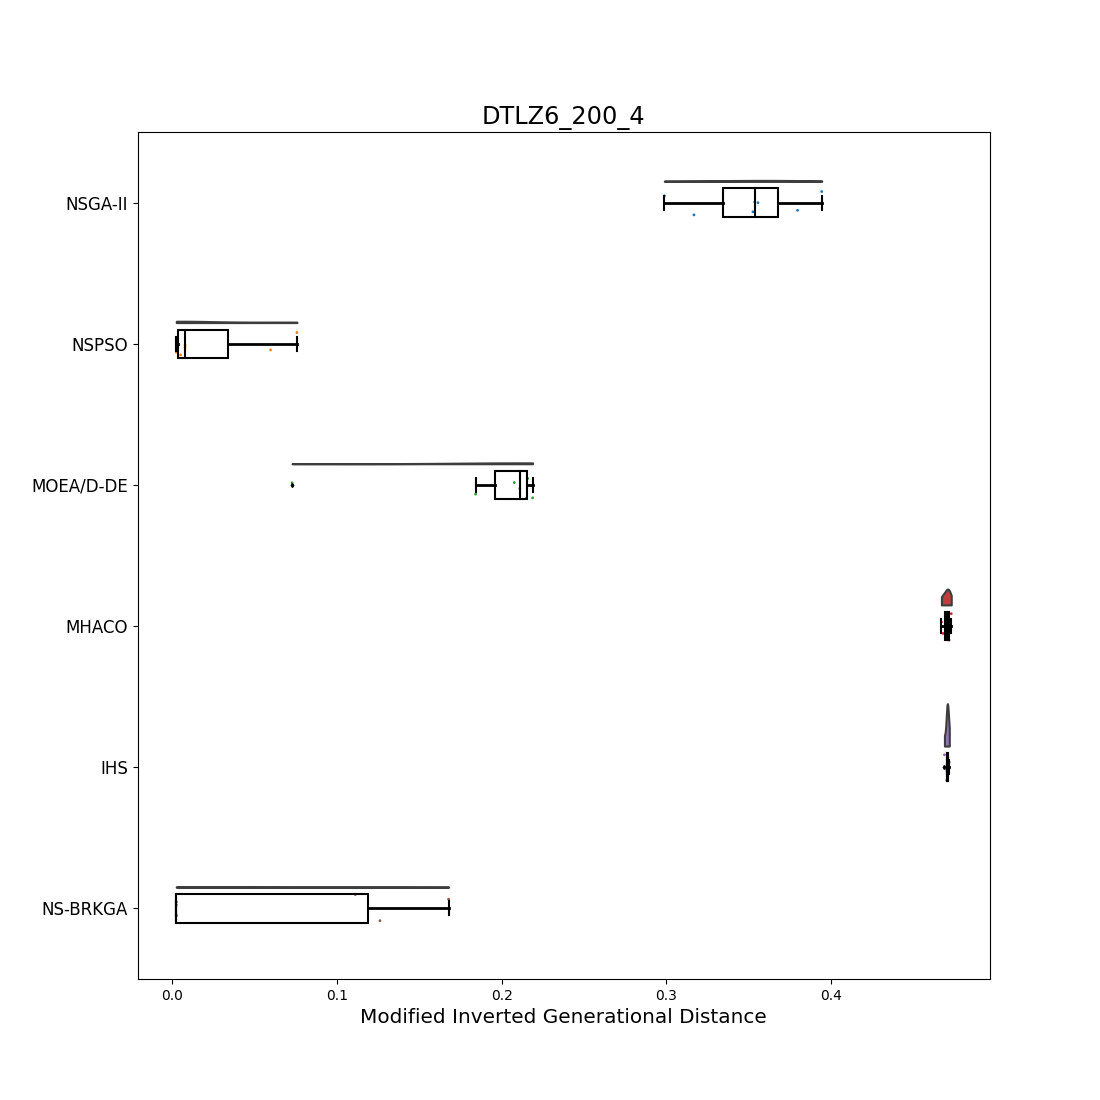 DTLZ6_200_4
NSGA-II
NSPSO
MOEA/D-DE
MHACO
IHS
NS-BRKGA
0.0 0.1 0.2 0.3 0.4
Modified Inverted Generational Distance